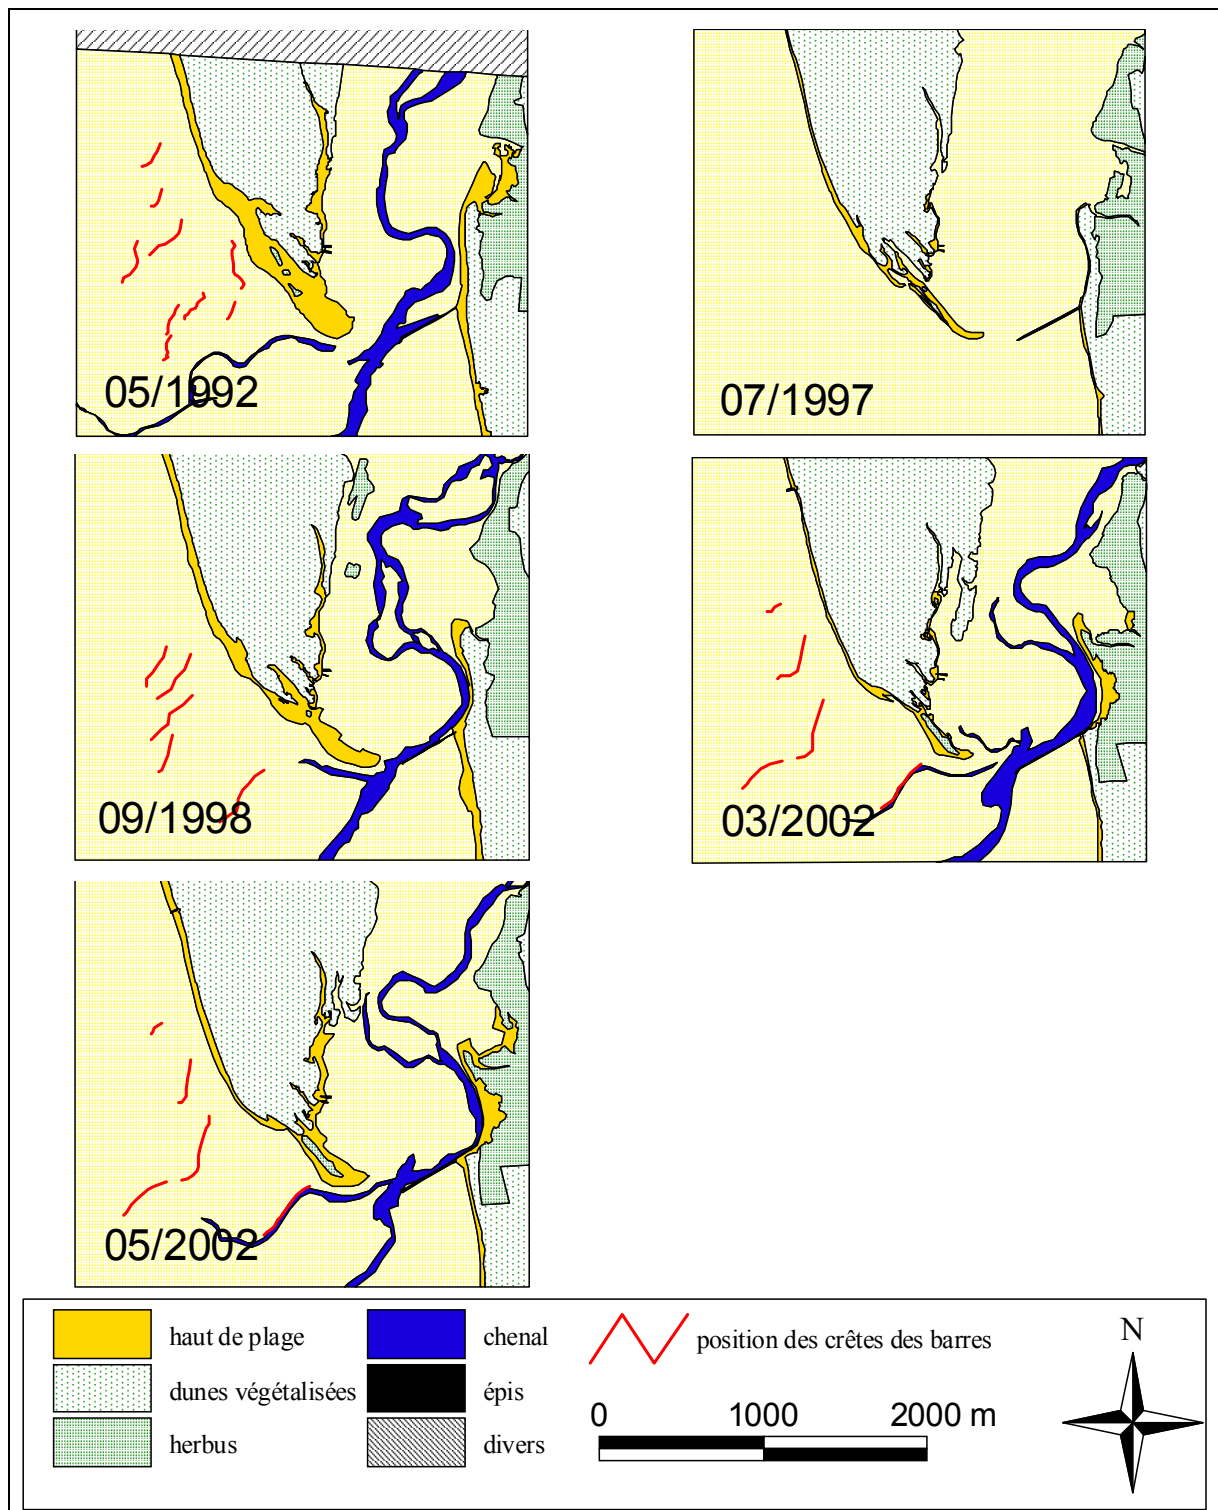 05/1992
07/1997
09/1998
03/2002
05/2002
haut de plage
chenal
position des crêtes des barres
N
dunes végétalisées
épis
0 1000 2000 m
herbus
divers